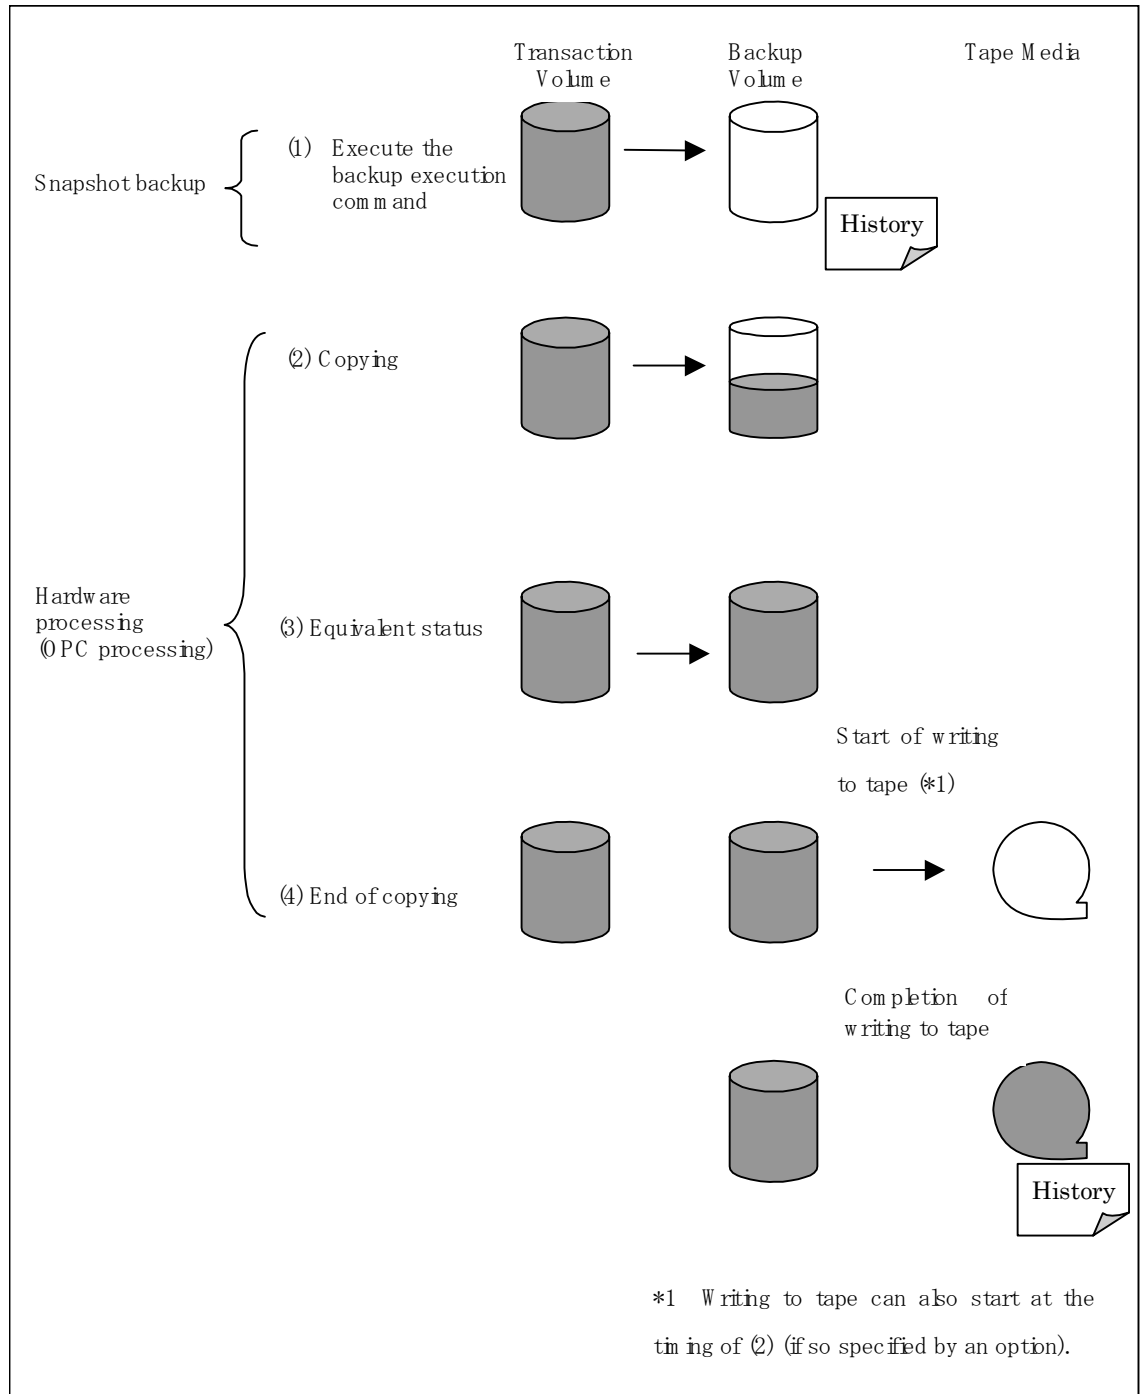 Transaction
Volume
Backup
Volume
Tape Media
Snapshot backup
(1) Execute the
backup execution
command
History
(2) Copying
Hardware
processing
(OPC processing)
(3) Equivalent status
Start of writing
to tape (*1)
(4) End of copying
Completion of
writing to tape
History
*1 Writing to tape can also start at the
timing of (2) (if so specified by an option).